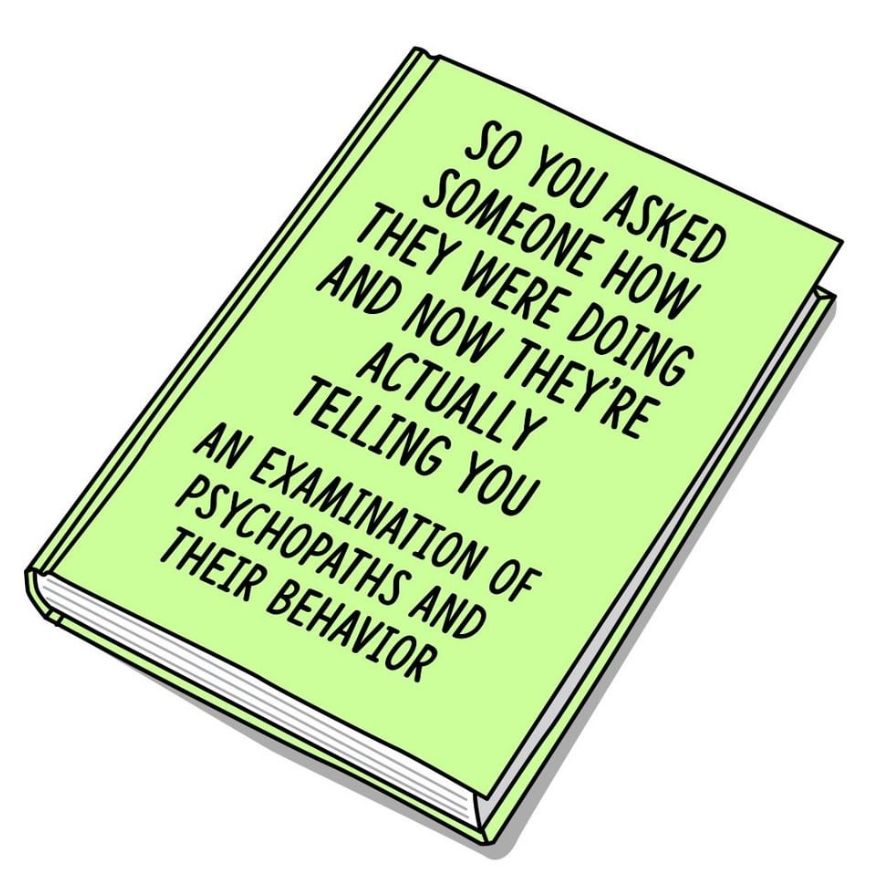 SO YOU ASKED
SOMEONE HOW
THEY WERE DOING
AND NOW THEY'RE
ACTUALLY
TELLING YOU
AN EXAMINATION OF
PSYCHOPATHS AND
THEIR BEHAVIOR